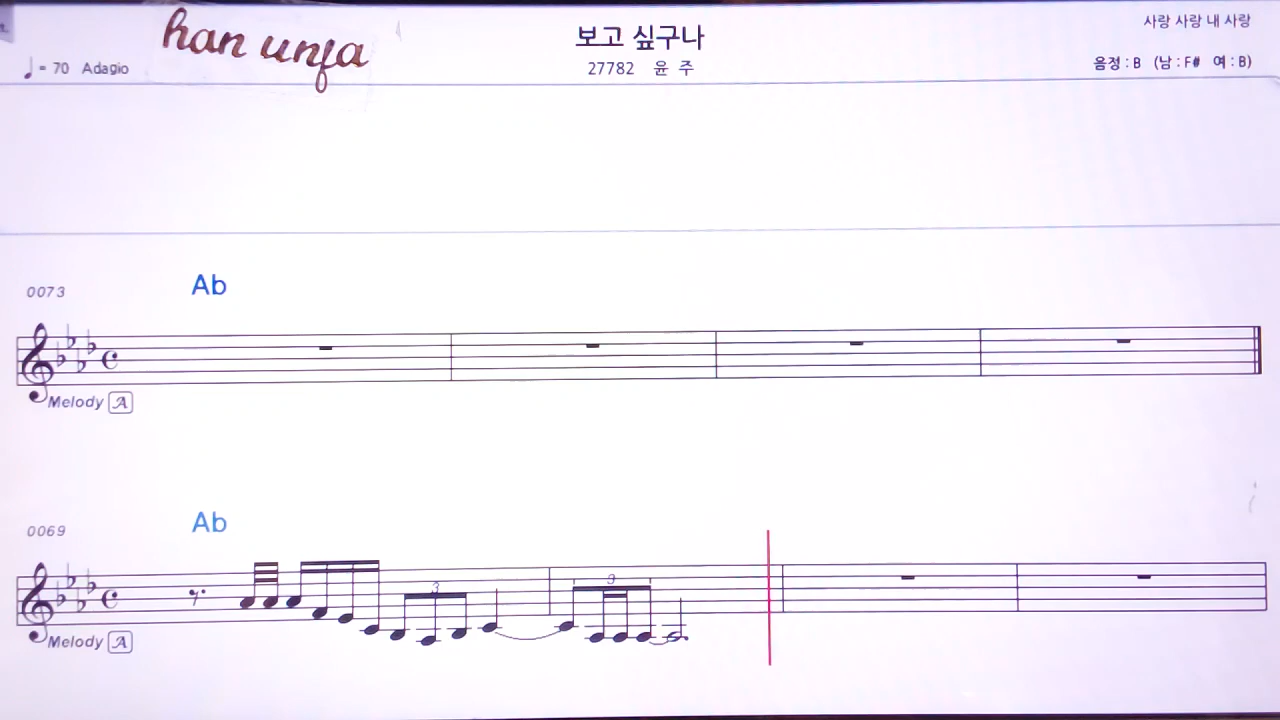 han unfa
보고 싶구나
사랑 사랑 내 사랑
♩= 70 Adagio
27782 윤 주
음정 : B (남 : F# 여 : B)
0073
Ab
Melody A
0069
Ab
3
3
Melody A